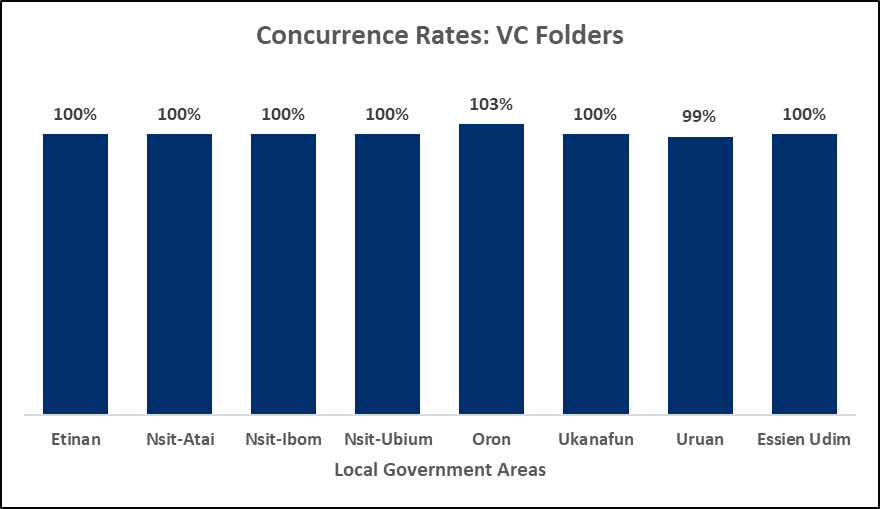 Concurrence Rates: VC Folders
100% 100% 100% 100% 103% 100% 99% 100%
Etinan Nsit-Atai Nsit-Ibom Nsit-Ubium Oron Ukanafun Uruan Essien Udim
Local Government Areas